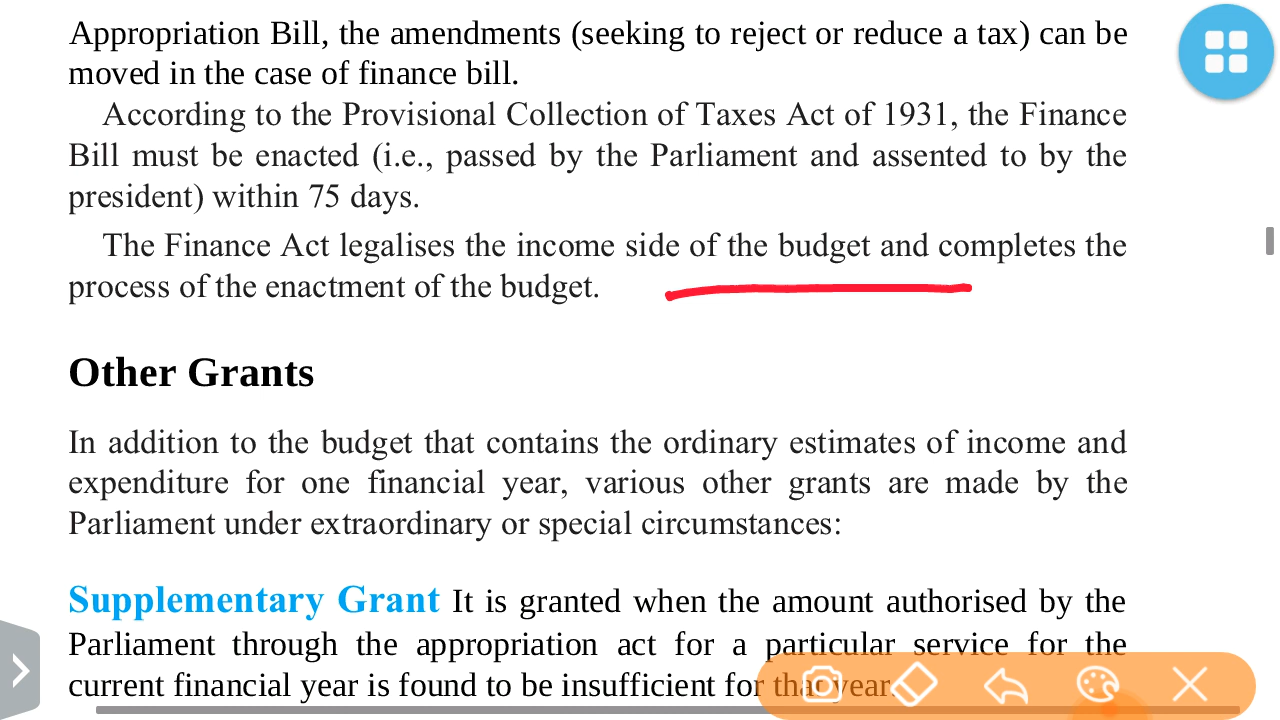 Appropriation Bill, the amendments (seeking to reject or reduce a tax) can be
moved in the case of finance bill.
According to the Provisional Collection of Taxes Act of 1931, the Finance
Bill must be enacted (i.e., passed by the Parliament and assented to by the
president) within 75 days.
The Finance Act legalises the income side of the budget and completes the
process of the enactment of the budget.
Other Grants
In addition to the budget that contains the ordinary estimates of income and
expenditure for one financial year, various other grants are made by the
Parliament under extraordinary or special circumstances:
Supplementary Grant It is granted when the amount authorised by the
Parliament through the appropriation act for a particular service for the
current financial year is found to be insufficient for that year.